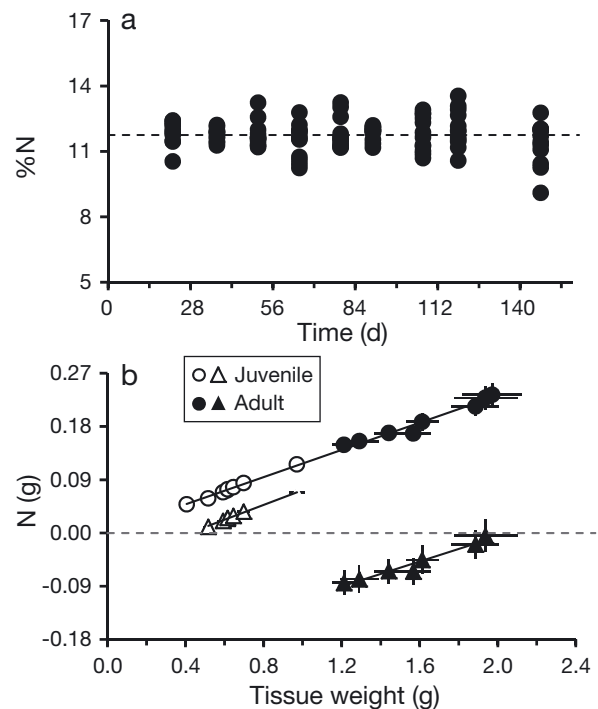 a
17
14
11
8
5
%N
0 28 56 84 112 140
Time (d)
b
Juvenile
Adult
0.27
0.18
0.09
0.00
-0.09
-0.18
N (g)
0.0 0.4 0.8 1.2 1.6 2.0 2.4
Tissue weight (g)